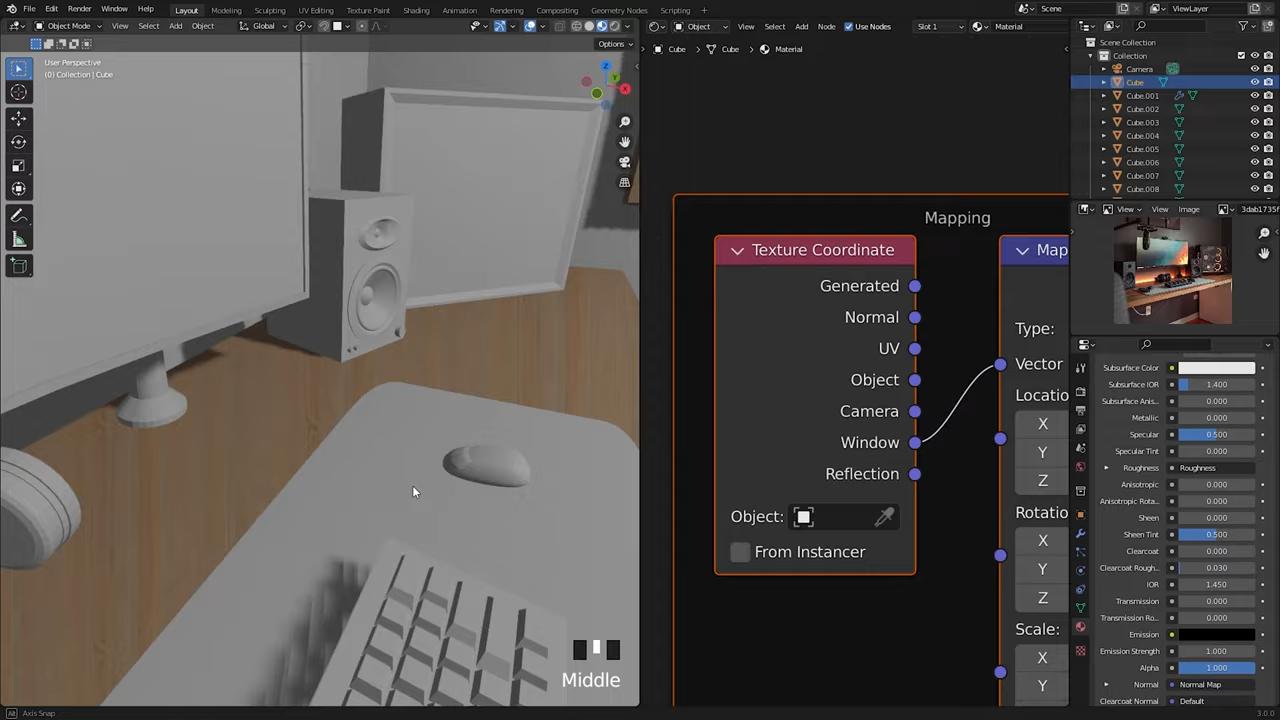 File Edit Render Window Help Layout Modeling Sculpting UV Editing Texture Paint Shading Animation Rendering Compositing Geometry Nodes Scripting Scene ViewLayer
Object Mode View Select Add Object Global
Options
User Perspective
(0) Collection | Cube
Object View Select Add Node Use Nodes Slot 1 Material
Cube Cube Material
Mapping
Texture Coordinate
Generated
Normal
UV
Object
Camera
Window
Reflection
Object:
From Instancer
Map
Type:
Vector
Locatio
X
Y
Z
Rotatio
X
Y
Z
Scale:
X
Y
Scene Collection
Collection
Camera
Cube
Cube.001
Cube.002
Cube.003
Cube.004
Cube.005
Cube.006
Cube.007
Cube.008
View View Image 3dab1735f
Subsurface Color
Subsurface IOR 1.400
Subsurface Anis... 0.000
Metallic 0.000
Specular 0.500
Specular Tint 0.000
Roughness Roughness
Anisotropic 0.000
Anisotropic Rota... 0.000
Sheen 0.000
Sheen Tint 0.500
Clearcoat 0.000
Clearcoat Rough... 0.030
IOR 1.450
Transmission 0.000
Transmission Ro... 0.000
Emission
Emission Strength 1.000
Alpha 1.000
Normal Normal Map
Clearcoat Normal Default
Middle
Axis Snap
3.0.0